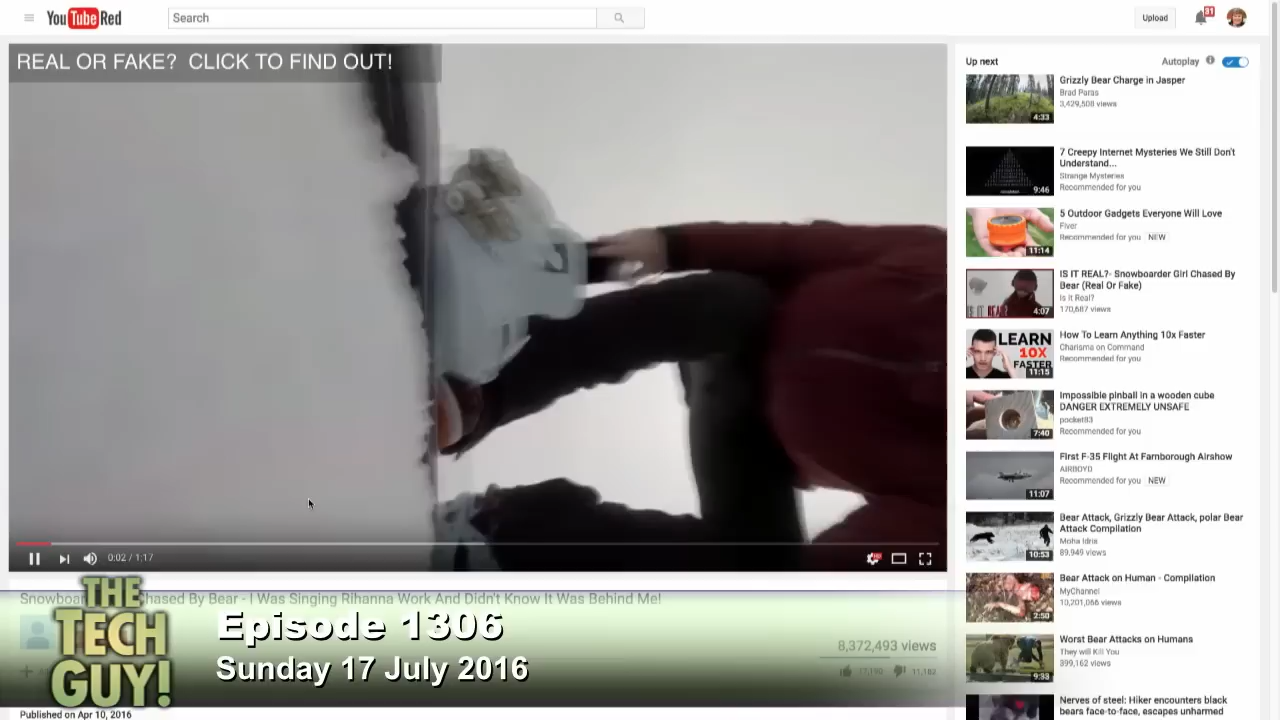 YouTube Red
Search
Upload
31
REAL OR FAKE? CLICK TO FIND OUT!
0:02 / 1:17
Snowboar
hased By Bear - I Was Singing Rihanna Work And Didn't Know It Was Behind Me!
8,372,493 views
THE
TECH
GUY!
Episode 1306
Sunday 17 July 2016
Published on Apr 10, 2016
Up next
Autoplay
Grizzly Bear Charge in Jasper
Brad Paras
3,429,508 views
4:33
7 Creepy Internet Mysteries We Still Don't
Understand...
Strange Mysteries
Recommended for you
9:46
5 Outdoor Gadgets Everyone Will Love
Fiver
Recommended for you NEW
11:14
IS IT REAL?- Snowboarder Girl Chased By
Bear (Real Or Fake)
Is It Real?
170,687 views
4:07
How To Learn Anything 10x Faster
Charisma on Command
Recommended for you
LEARN
10X
FASTER
11:15
Impossible pinball in a wooden cube
DANGER EXTREMELY UNSAFE
pocket83
Recommended for you
7:40
First F-35 Flight At Farnborough Airshow
AIRBOYD
Recommended for you NEW
11:07
Bear Attack, Grizzly Bear Attack, polar Bear
Attack Compilation
Moha Idris
89,949 views
10:53
Bear Attack on Human - Compilation
MyChannel
10,201,066 views
2:50
Worst Bear Attacks on Humans
They will Kill You
399,162 views
9:33
Nerves of steel: Hiker encounters black
bears face-to-face, escapes unharmed